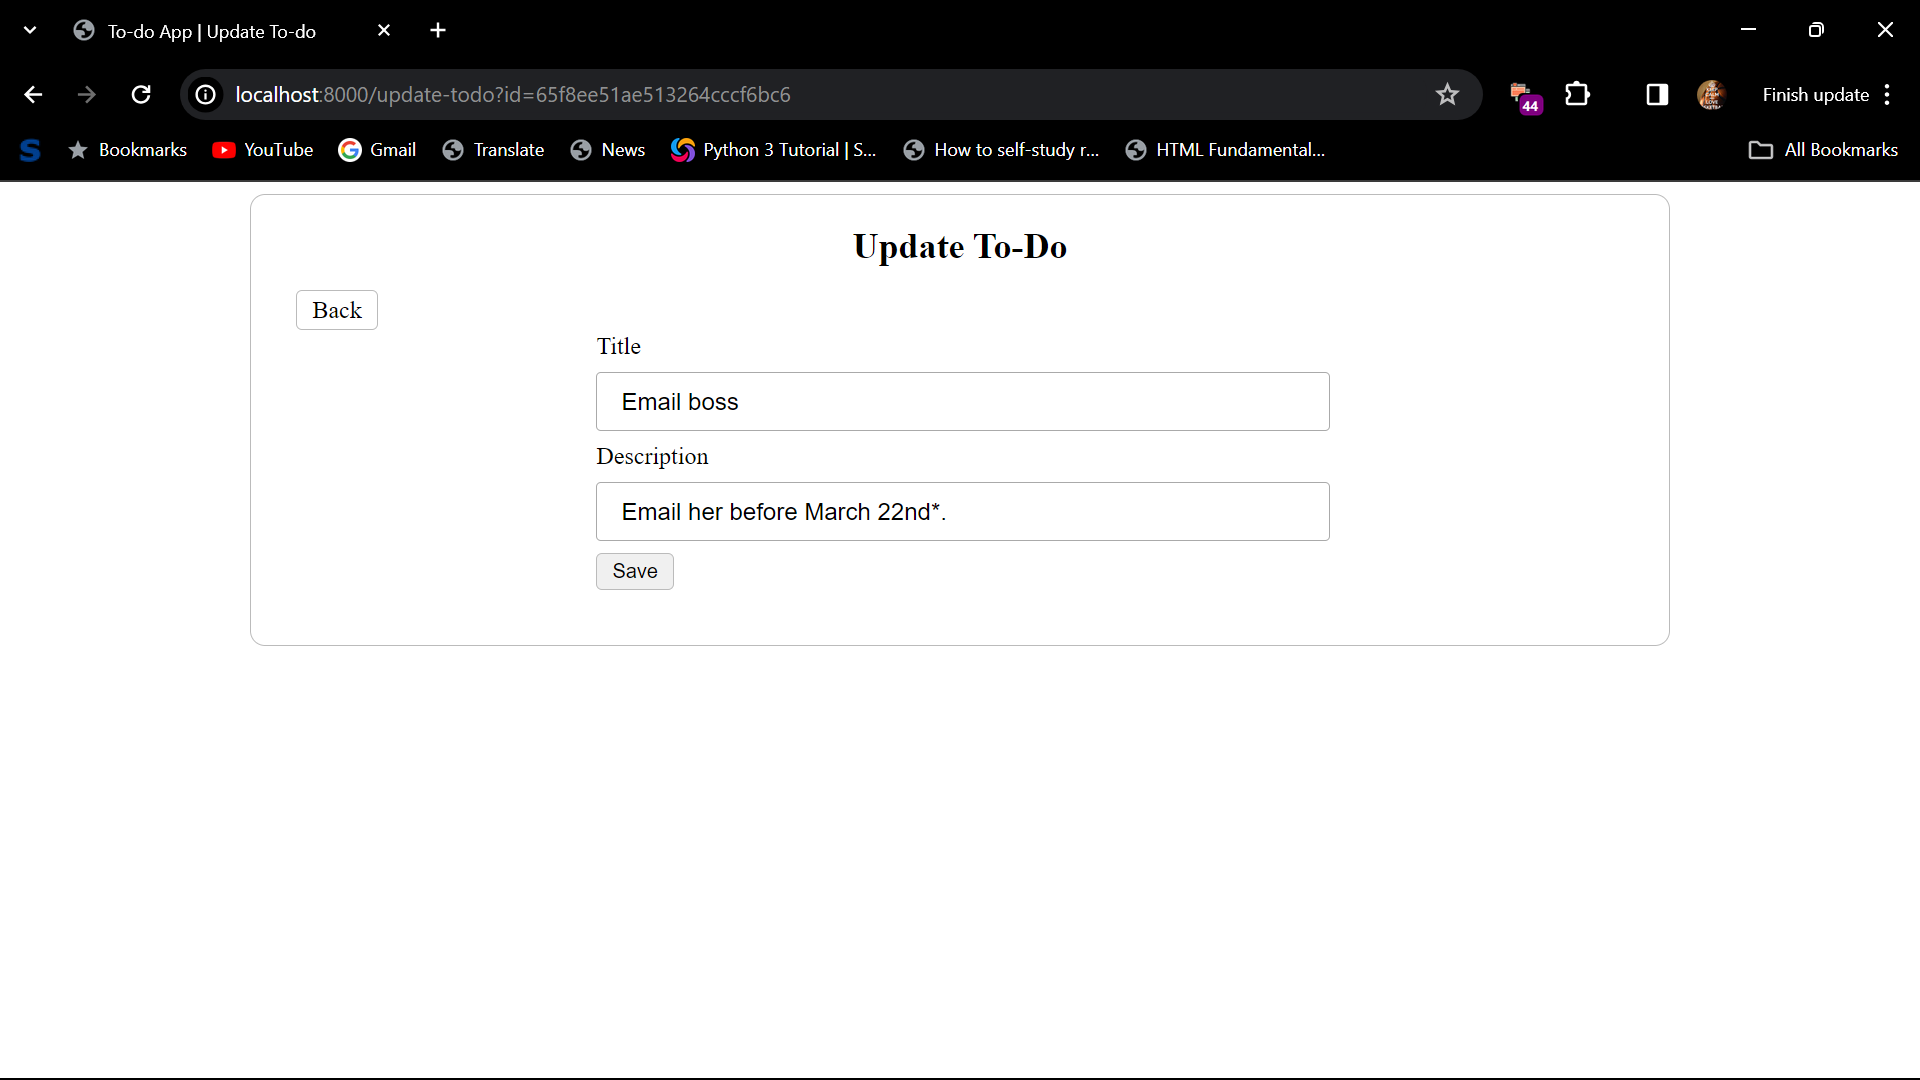 To-do App | Update To-do
localhost:8000/update-todo?id=65f8ee51ae513264cccf6bc6
44
Finish update
S
Bookmarks
YouTube
Gmail
Translate
News
Python 3 Tutorial | S...
How to self-study r...
HTML Fundamental...
All Bookmarks
Update To-Do
Back
Title
Email boss
Description
Email her before March 22nd*.
Save